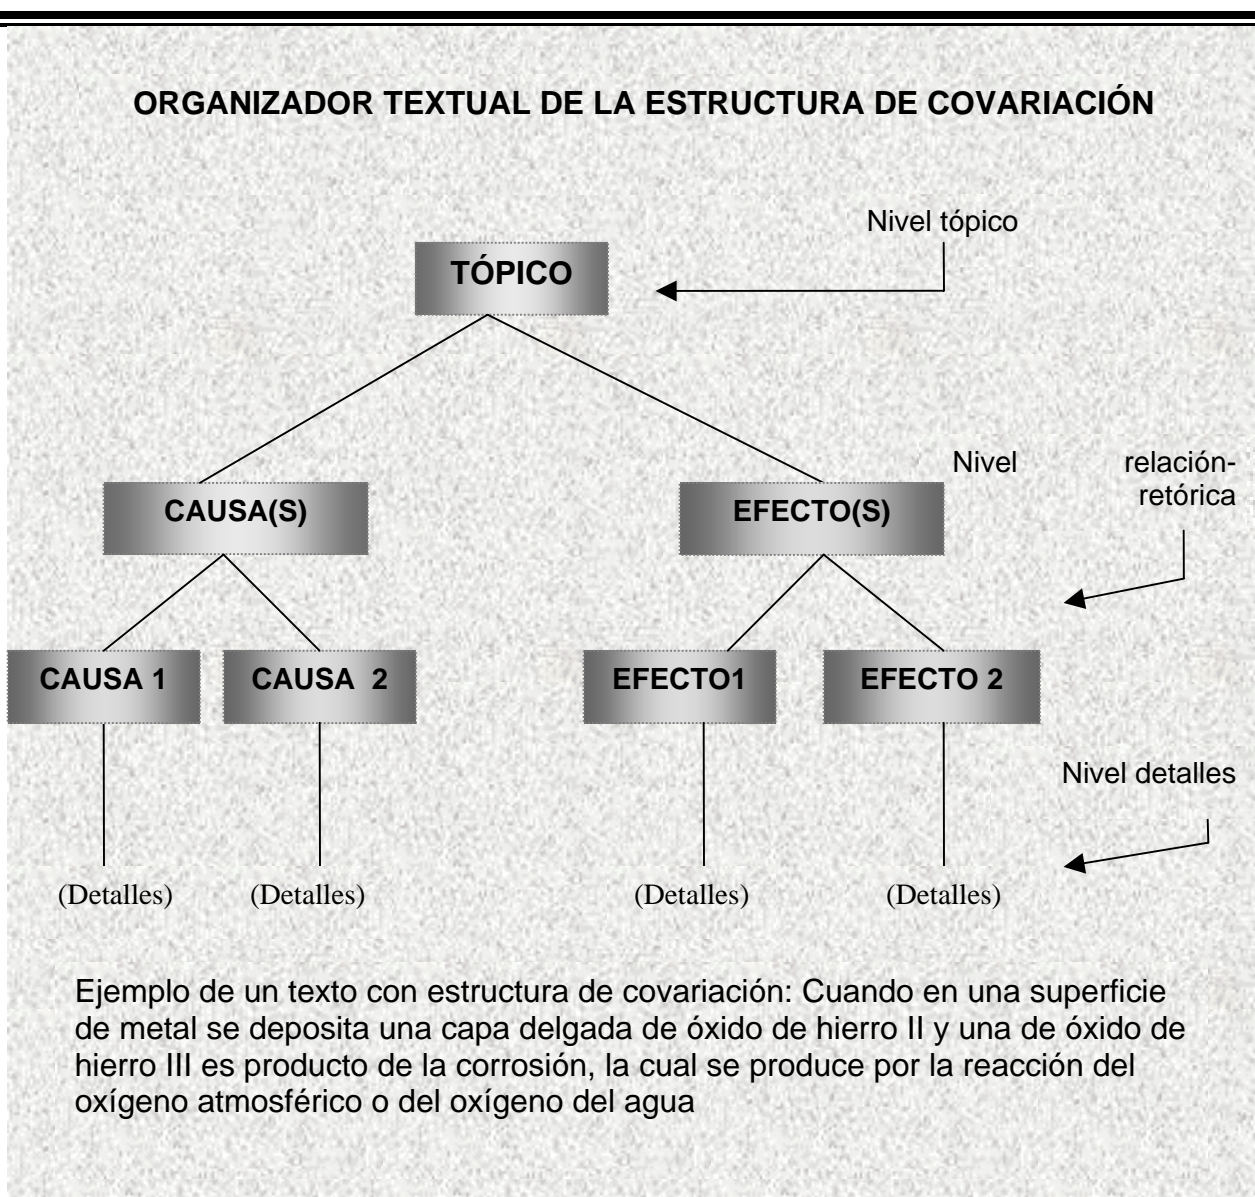 ORGANIZADOR TEXTUAL DE LA ESTRUCTURA DE COVARIACIÓN
Nivel tópico
TÓPICO
Nivel relación-
retórica
CAUSA(S)
EFECTO(S)
CAUSA 1
CAUSA 2
EFECTO1
EFECTO 2
Nivel detalles
(Detalles)
(Detalles)
(Detalles)
(Detalles)
Ejemplo de un texto con estructura de covariación: Cuando en una superficie
de metal se deposita una capa delgada de óxido de hierro II y una de óxido de
hierro III es producto de la corrosión, la cual se produce por la reacción del
oxígeno atmosférico o del oxígeno del agua